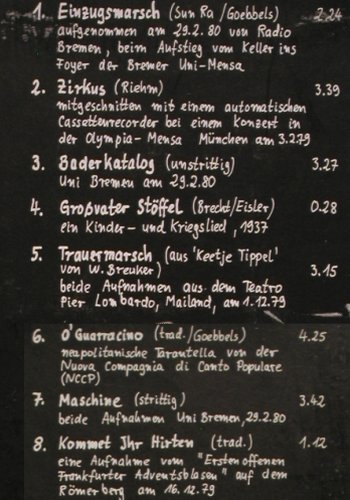 1. Einzugsmarsch (Sun Ra/Goebbels) 2.24
aufgenommen am 29.2.80 von Radio
Bremen, beim Aufstieg vom Keller ins
Foyer der Bremer Uni-Mensa
2. Zirkus (Riehm) 3.39
mitgeschnitten mit einem automatischen
Cassettenrecorder bei einem Konzert in
der Olympia-Mensa München am 3.2.79
3. Baderkatalog (unstrittig) 3.27
Uni Bremen am 29.2.80
4. Großvater Stöffel (Brecht/Eisler) 0.28
ein Kinder- und Kriegslied, 1937
5. Trauermarsch (aus 'Keetje Tippel'
von W. Breuker) 3.15
beide Aufnahmen aus dem Teatro
Pier Lombardo, Mailand, am 1.12.79
6. O'Guarracino (trad./Goebbels) 4.25
neapolitanische Tarantella von der
Nuova Compagnia di Canto Populare
(NCCP)
7. Maschine (strittig) 3.42
beide Aufnahmen Uni Bremen, 29.2.80
8. Kommet Ihr Hirten (trad.) 1.12
eine Aufnahme vom "Ersten offenen
Frankfurter Adventsblasen" auf dem
Römerberg am 16.12.79